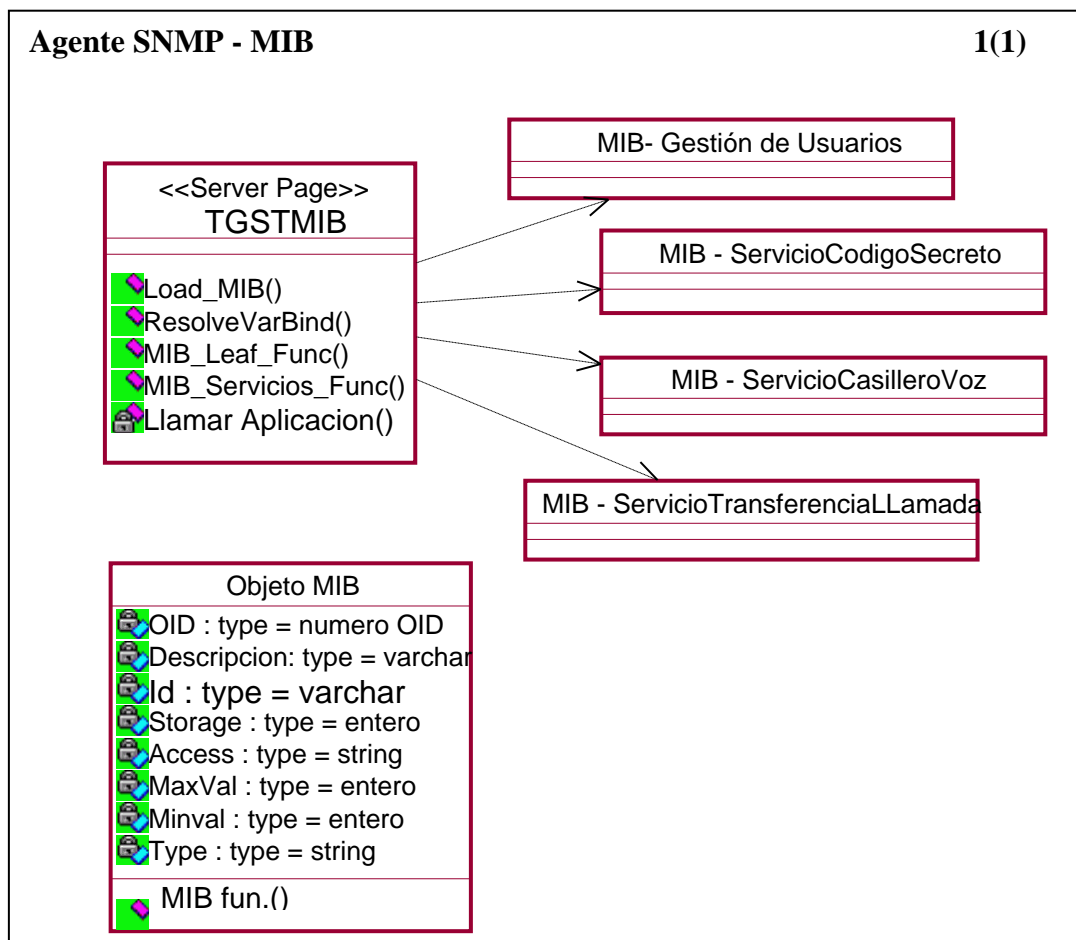 Agente SNMP - MIB 1(1)
<<Server Page>>
TGSTMIB
Load_MIB()
ResolveVarBind()
MIB_Leaf_Func()
MIB_Servicios_Func()
Llamar Aplicacion()
MIB- Gestión de Usuarios
MIB - ServicioCodigoSecreto
MIB - ServicioCasilleroVoz
MIB - ServicioTransferenciaLLamada
Objeto MIB
OID : type = numero OID
Descripcion: type = varchar
Id : type = varchar
Storage : type = entero
Access : type = string
MaxVal : type = entero
Minval : type = entero
Type : type = string
MIB fun.()